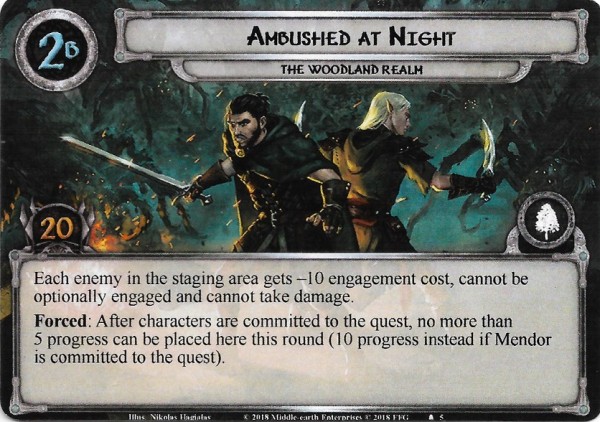 2B
AMBUSHED AT NIGHT
THE WOODLAND REALM
20
Each enemy in the staging area gets –10 engagement cost, cannot be
optionally engaged and cannot take damage.
Forced: After characters are committed to the quest, no more than
5 progress can be placed here this round (10 progress instead if Mendor
is committed to the quest).
Illus. Nikolas Hagialas © 2018 Middle-earth Enterprises © 2018 FFG 5